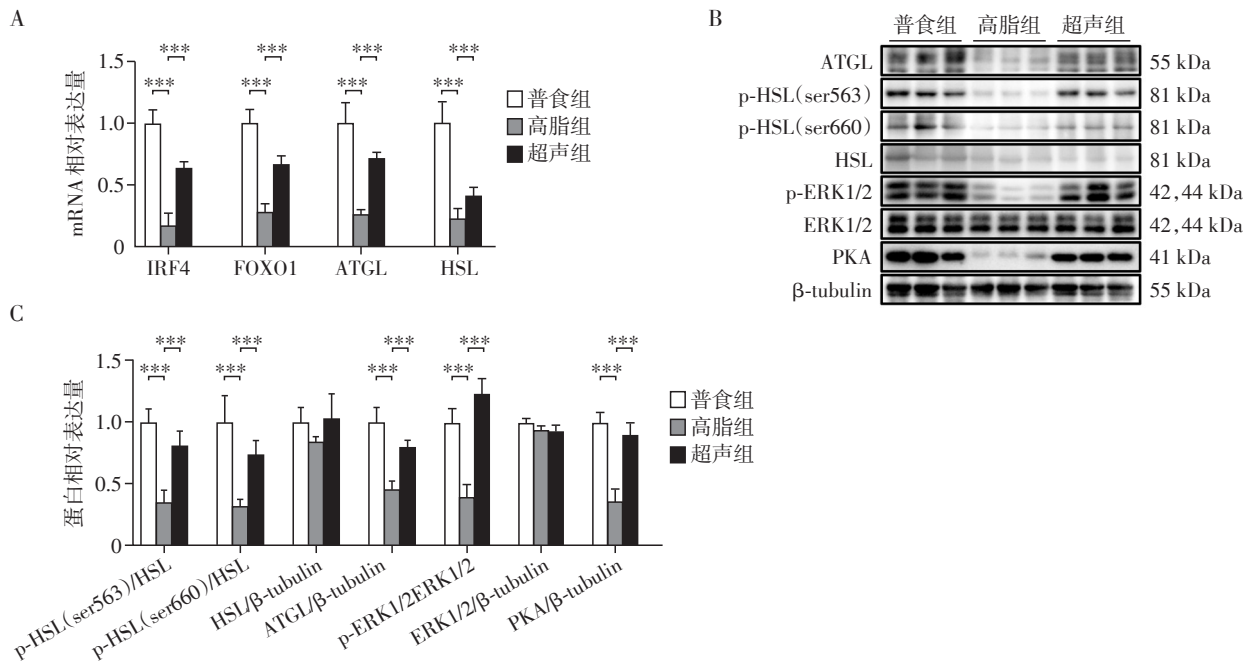 A
mRNA 相对表达量
1.5
1.0
0.5
0
*** *** *** ***
*** *** *** ***
IRF4 FOXO1 ATGL HSL
普食组
高脂组
超声组
B
普食组 高脂组 超声组
ATGL 55 kDa
p-HSL(ser563) 81 kDa
p-HSL(ser660) 81 kDa
HSL 81 kDa
p-ERK1/2 42,44 kDa
ERK1/2 42,44 kDa
PKA 41 kDa
β-tubulin 55 kDa
C
蛋白相对表达量
1.5
1.0
0.5
0
*** *** *** *** ***
*** *** *** *** ***
p-HSL(ser563)/HSL
p-HSL(ser660)/HSL
HSL/β-tubulin
ATGL/β-tubulin
p-ERK1/2ERK1/2
ERK1/2/β-tubulin
PKA/β-tubulin
普食组
高脂组
超声组